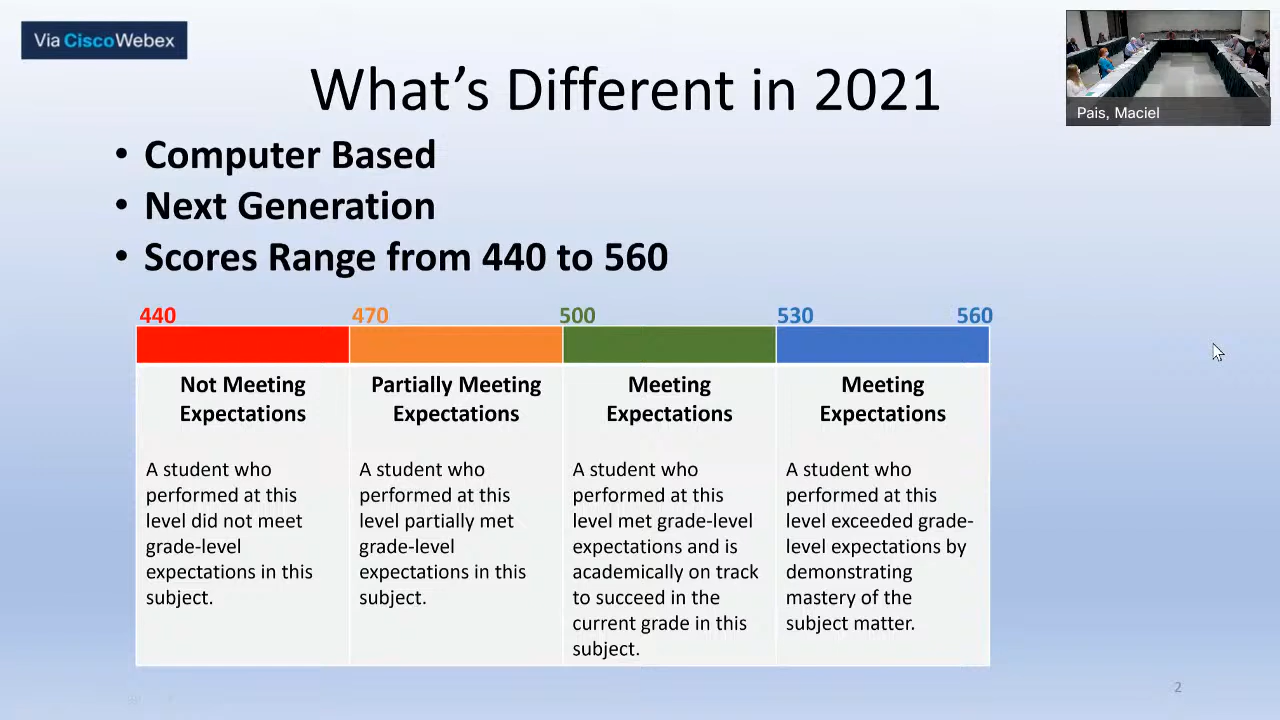 Via CiscoWebex
What's Different in 2021
Pais, Maciel
• Computer Based
• Next Generation
• Scores Range from 440 to 560
440 470 500 530 560
Not Meeting
Expectations
A student who
performed at this
level did not meet
grade-level
expectations in this
subject.
Partially Meeting
Expectations
A student who
performed at this
level partially met
grade-level
expectations in this
subject.
Meeting
Expectations
A student who
performed at this
level met grade-level
expectations and is
academically on track
to succeed in the
current grade in this
subject.
Meeting
Expectations
A student who
performed at this
level exceeded grade-
level expectations by
demonstrating
mastery of the
subject matter.
2